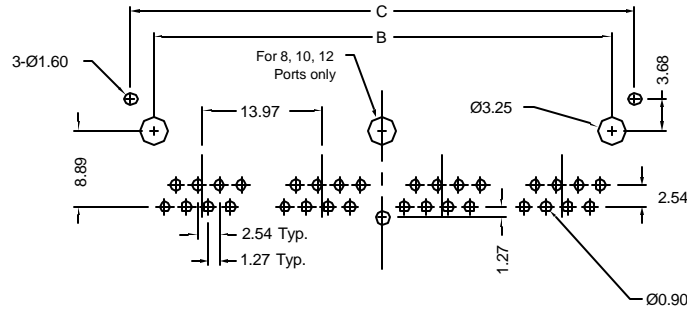 C
B
3-Ø1.60
For 8, 10, 12
Ports only
3.68
13.97
Ø3.25
8.89
2.54
2.54 Typ.
1.27 Typ.
1.27
Ø0.90